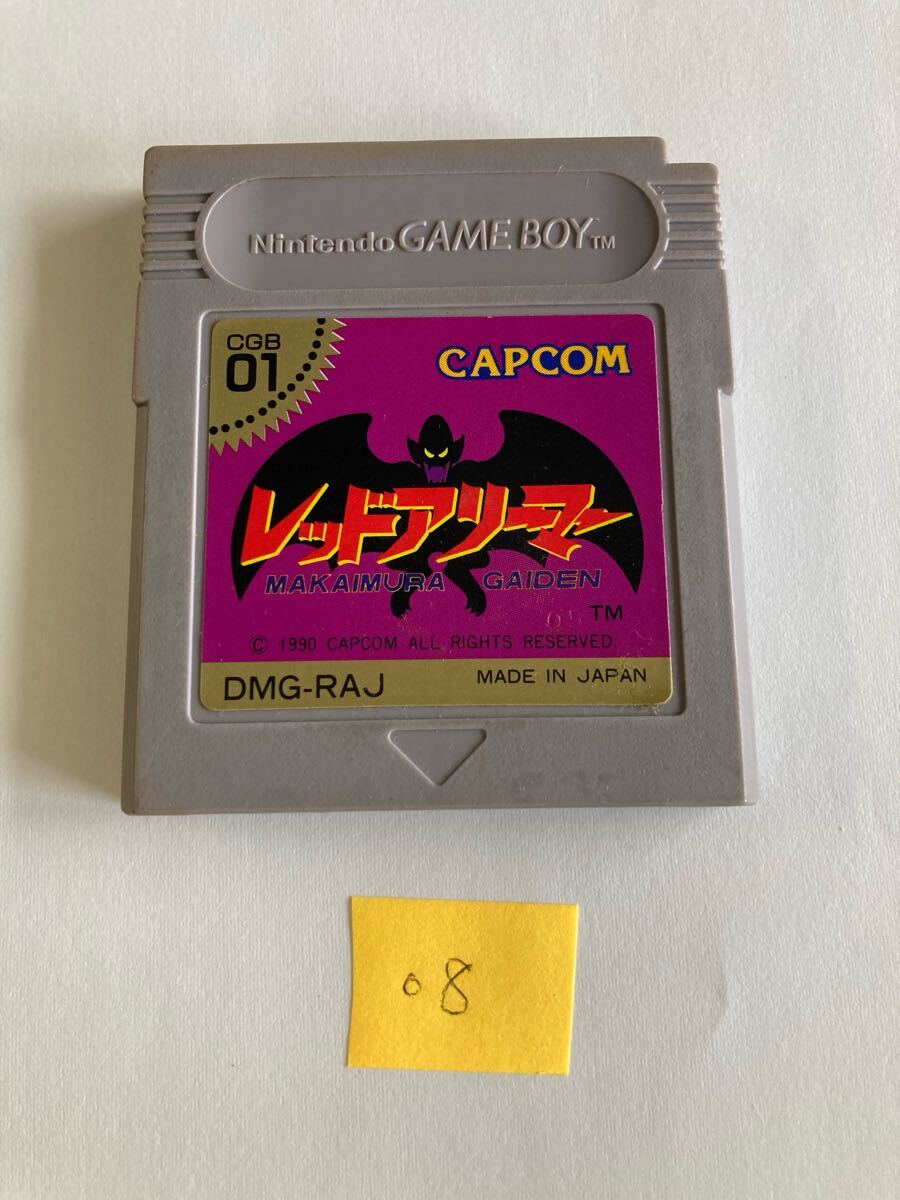 Nintendo GAME BOY TM
CGB
01
CAPCOM
レッドアリーマー
MAKAIMURA GAIDEN
05
TM
© 1990 CAPCOM ALL RIGHTS RESERVED.
DMG-RAJ
MADE IN JAPAN
08